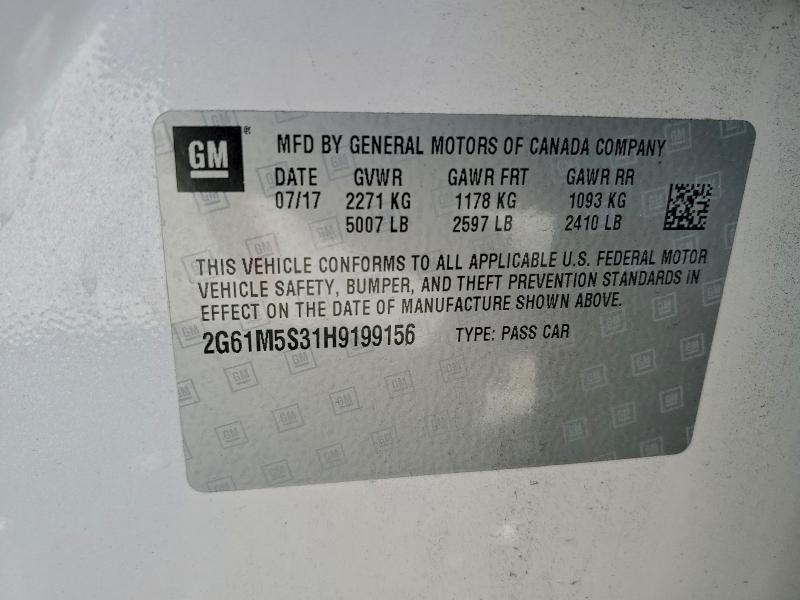 GM®
MFD BY GENERAL MOTORS OF CANADA COMPANY
DATE GVWR GAWR FRT GAWR RR
07/17 2271 KG 1178 KG 1093 KG
5007 LB 2597 LB 2410 LB
THIS VEHICLE CONFORMS TO ALL APPLICABLE U.S. FEDERAL MOTOR
VEHICLE SAFETY, BUMPER, AND THEFT PREVENTION STANDARDS IN
EFFECT ON THE DATE OF MANUFACTURE SHOWN ABOVE.
2G61M5S31H9199156 TYPE: PASS CAR